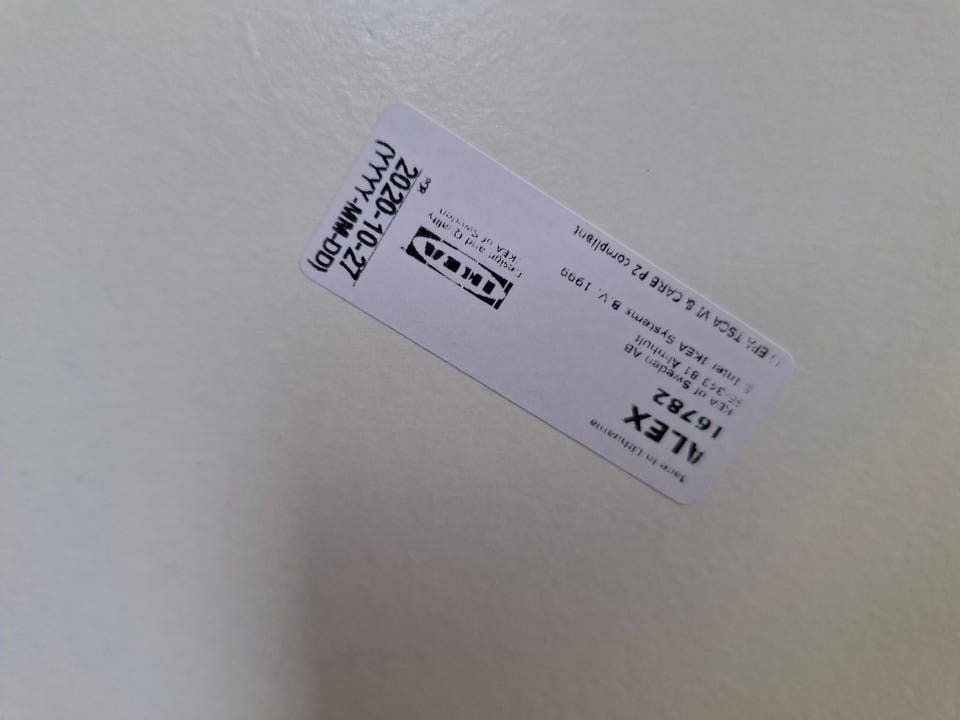 Made in Lithuania
ALEX
16782
IKEA of Sweden AB
SE-343 81 Älmhult
© Inter IKEA Systems B.V. 1999
EPA TSCA VI & CARB P2 compliant
IKEA
Design and Quality
IKEA of Sweden
2020-10-27
(YYYY-MM-DD)